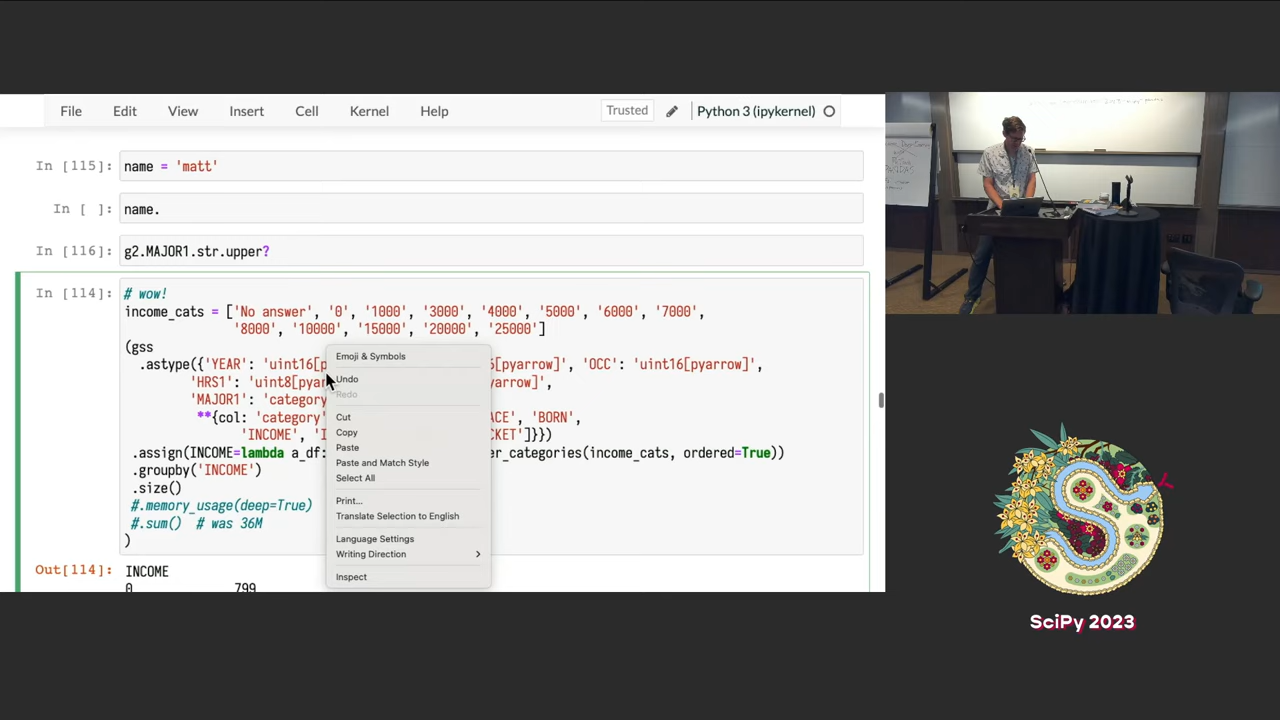 File Edit View Insert Cell Kernel Help Trusted Python 3 (ipykernel)
In [115]: name = 'matt'
In [ ]: name.
In [116]: g2.MAJOR1.str.upper?
In [114]: # wow!
income_cats = ['No answer', '0', '1000', '3000', '4000', '5000', '6000', '7000',
'8000', '10000', '15000', '20000', '25000']
(gss
.astype({'YEAR': 'uint16[p 6[pyarrow]', 'OCC': 'uint16[pyarrow]',
'HRS1': 'uint8[pyar rrow]',
'MAJOR1': 'category
**{col: 'category' ACE', 'BORN',
'INCOME', CKET']}})
.assign(INCOME=lambda a_df: er_categories(income_cats, ordered=True))
.groupby('INCOME')
.size()
#.memory_usage(deep=True)
#.sum() # was 36M
)
Emoji & Symbols
Undo
Redo
Cut
Copy
Paste
Paste and Match Style
Select All
Print...
Translate Selection to English
Language Settings
Writing Direction
Inspect
Out[114]: INCOME
0 799
SciPy 2023